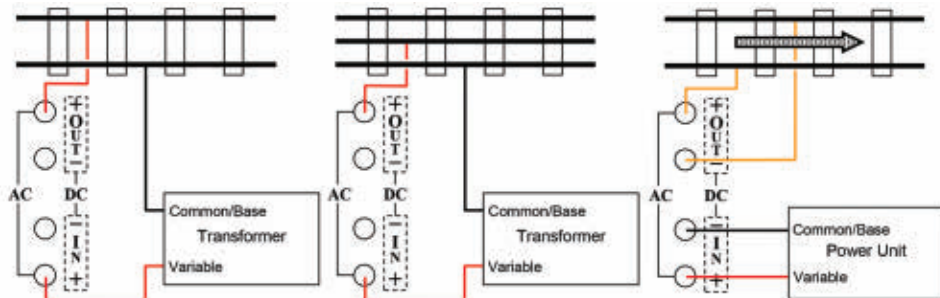 + OUT −
AC
DC
− IN +
Common/Base
Transformer
Variable
+ OUT −
AC
DC
− IN +
Common/Base
Transformer
Variable
+ OUT −
AC
DC
− IN +
Common/Base
Power Unit
Variable